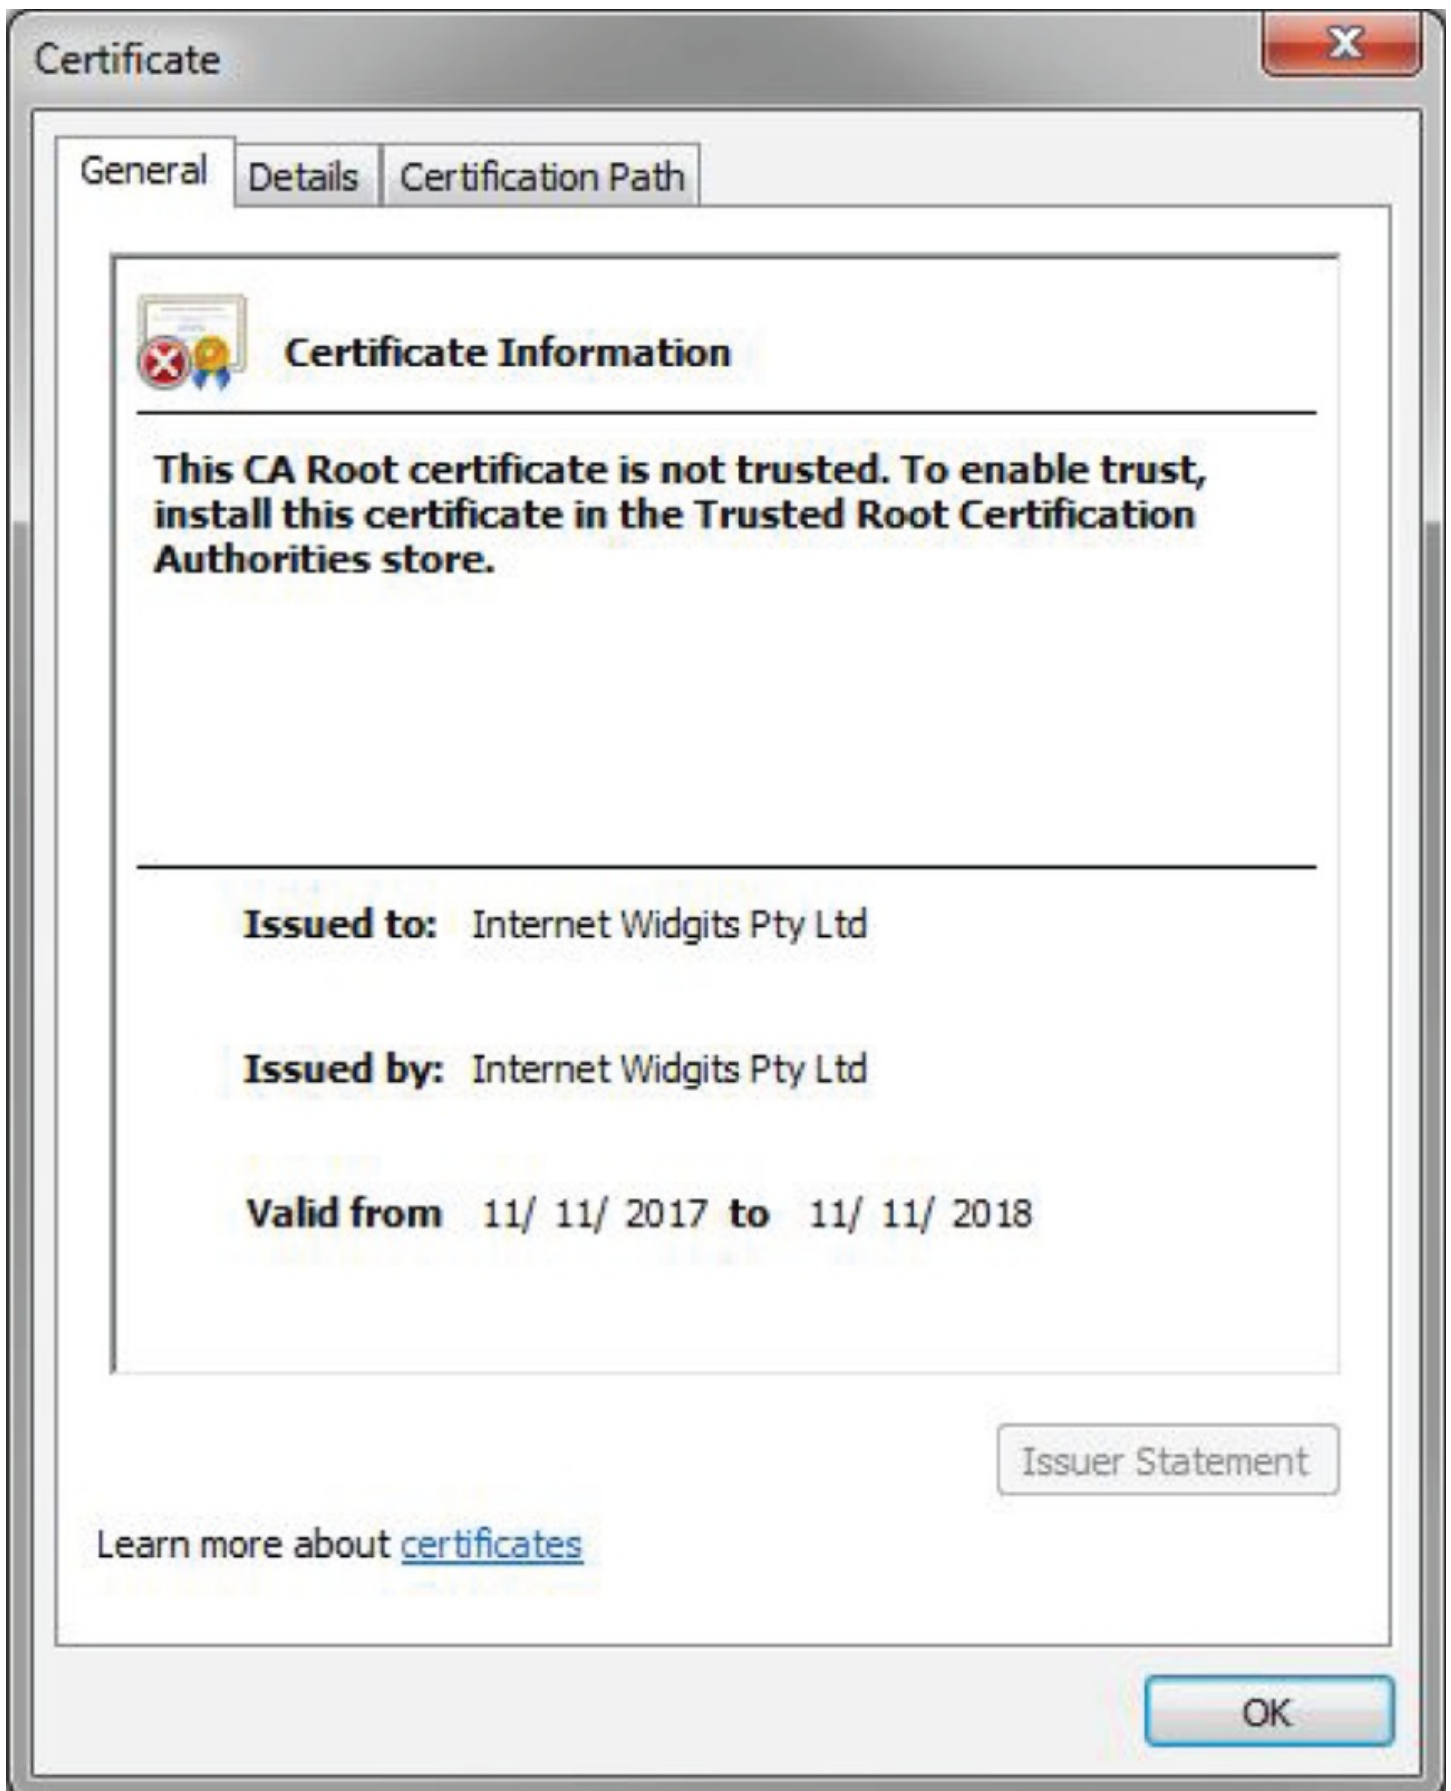 Certificate
General
Details
Certification Path
Certificate Information
This CA Root certificate is not trusted. To enable trust,
install this certificate in the Trusted Root Certification
Authorities store.
Issued to: Internet Widgits Pty Ltd
Issued by: Internet Widgits Pty Ltd
Valid from 11/ 11/ 2017 to 11/ 11/ 2018
Issuer Statement
Learn more about certificates
OK